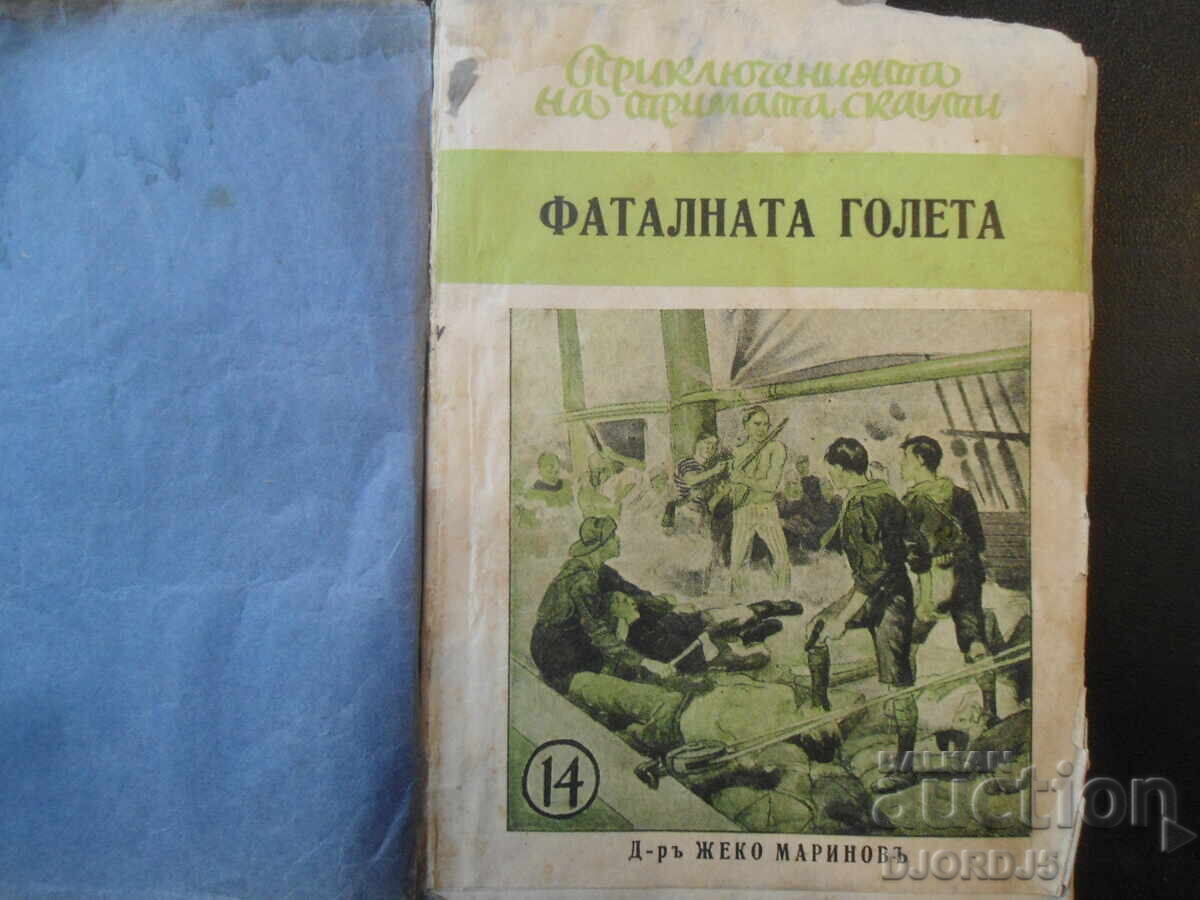 Приключенията
на тримата скаути
ФАТАЛНАТА ГОЛЕТА
14
Д-ръ ЖЕКО МАРИНОВЪ
BALKAN
auction
DJORDJ5